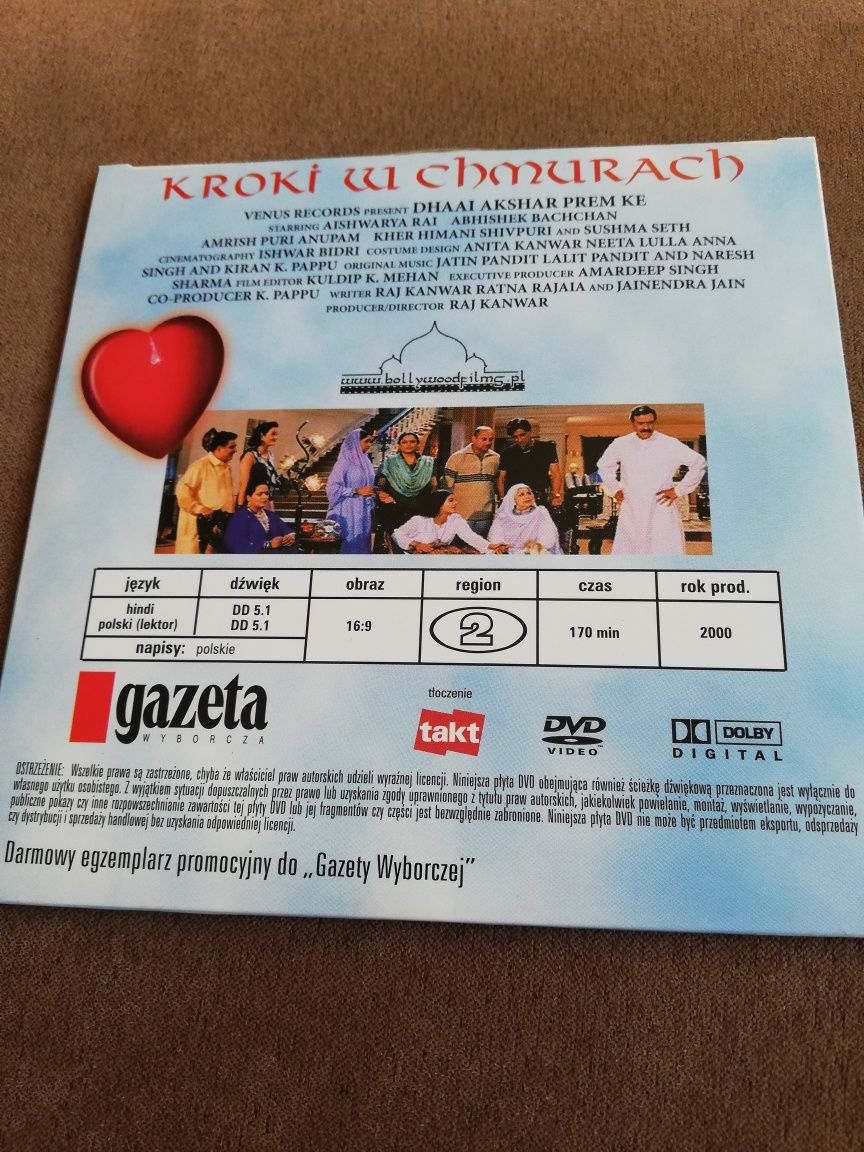 KROKI W CHMURACH
VENUS RECORDS PRESENT DHAAI AKSHAR PREM KE
STARRING AISHWARYA RAI ABHISHEK BACHCHAN
AMRISH PURI ANUPAM KHER HIMANI SHIVPURI AND SUSHMA SETH
CINEMATOGRAPHY ISHWAR BIDRI COSTUME DESIGN ANITA KANWAR NEETA LULLA ANNA
SINGH AND KIRAN K. PAPPU ORIGINAL MUSIC JATIN PANDIT LALIT PANDIT AND NARESH
SHARMA FILM EDITOR KULDIP K. MEHAN EXECUTIVE PRODUCER AMARDEEP SINGH
CO-PRODUCER K. PAPPU WRITER RAJ KANWAR RATNA RAJAIA AND JAINENDRA JAIN
PRODUCER/DIRECTOR RAJ KANWAR
www.bollywoodfilms.pl
język dźwięk obraz region czas rok prod.
hindi DD 5.1
polski (lektor) DD 5.1 16:9 2 170 min 2000
napisy: polskie
gazeta
WYBORCZA
tłoczenie
takt
DVD
VIDEO™
DOLBY
DIGITAL
OSTRZEŻENIE: Wszelkie prawa są zastrzeżone, chyba że właściciel praw autorskich udzieli wyraźnej licencji. Niniejsza płyta DVD obejmująca również ścieżkę dźwiękową przeznaczona jest wyłącznie do
własnego użytku osobistego. Z wyjątkiem sytuacji dopuszczalnych przez prawo lub uzyskania zgody uprawnionego z tytułu praw autorskich, jakiekolwiek powielanie, montaż, wyświetlanie, wypożyczanie,
publiczne pokazy czy inne rozpowszechnianie zawartości tej płyty DVD lub jej fragmentów czy części jest bezwzględnie zabronione. Niniejsza płyta DVD nie może być przedmiotem eksportu, odsprzedaży
czy dystrybucji i sprzedaży handlowej bez uzyskania odpowiedniej licencji.
Darmowy egzemplarz promocyjny do „Gazety Wyborczej”